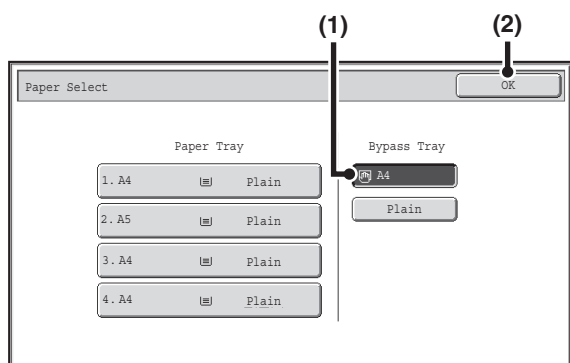 (1) (2)
Paper Select OK
Paper Tray Bypass Tray
1. A4 Plain A4
2. A5 Plain Plain
3. A4 Plain
4. A4 Plain